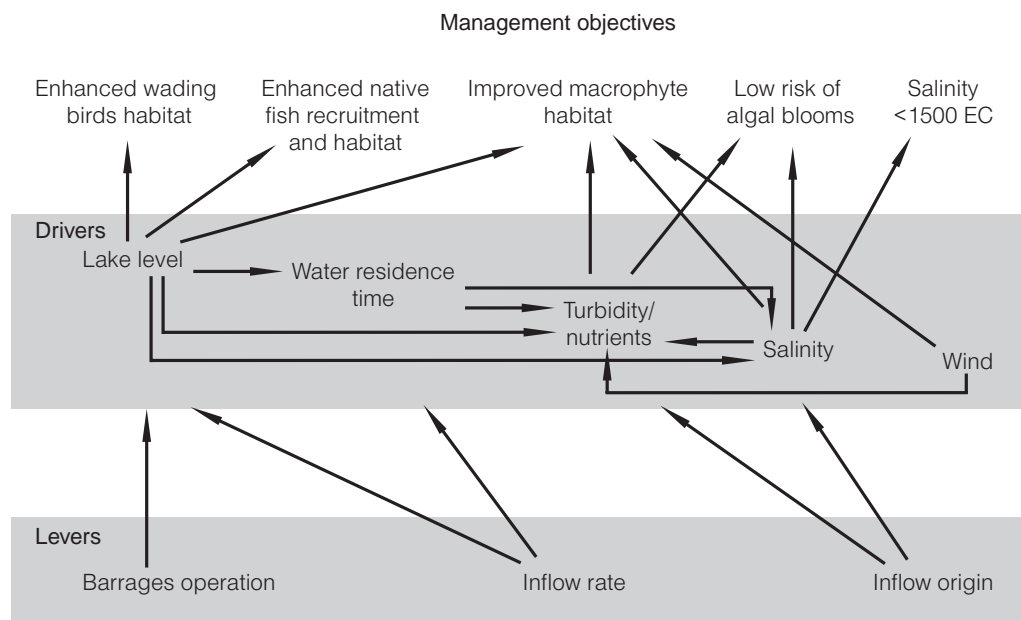 Management objectives
Enhanced wading
birds habitat
Enhanced native
fish recruitment
and habitat
Improved macrophyte
habitat
Low risk of
algal blooms
Salinity
<1500 EC
Drivers
Lake level
Water residence
time
Turbidity/
nutrients
Salinity
Wind
Levers
Barrages operation
Inflow rate
Inflow origin